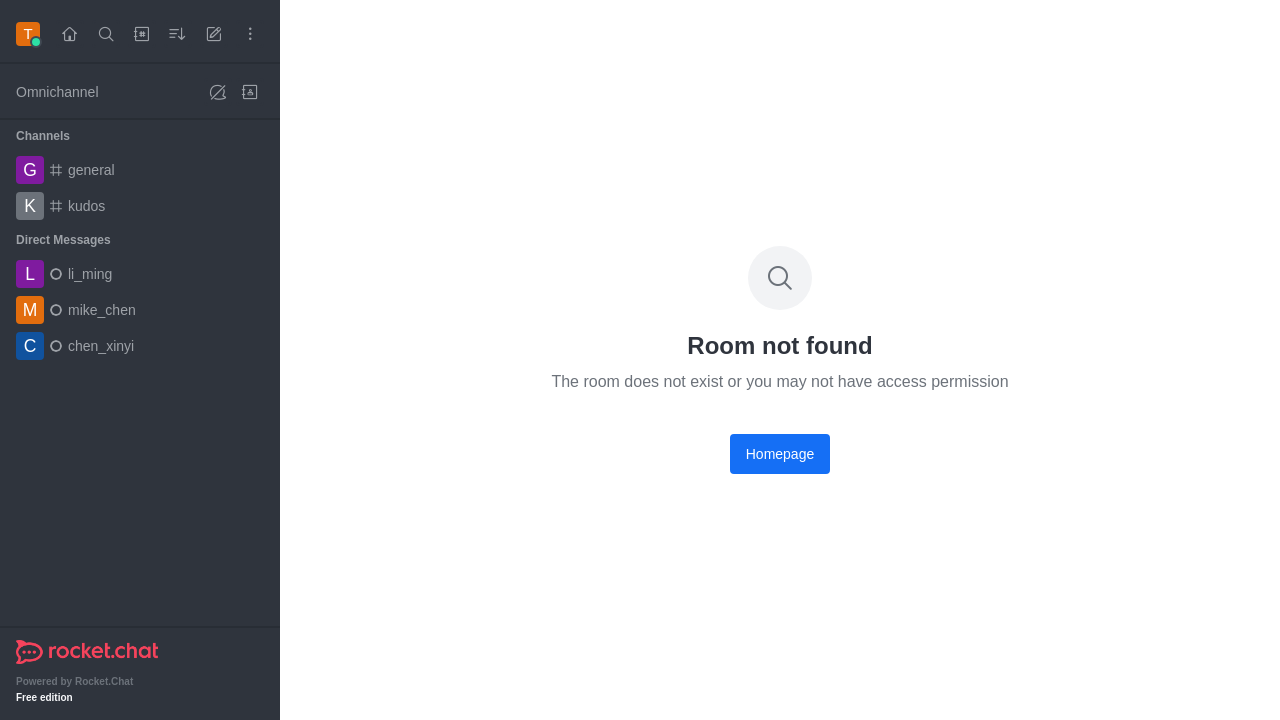 T
Omnichannel
Channels
G general
K kudos
Direct Messages
L li_ming
M mike_chen
C chen_xinyi
Room not found
The room does not exist or you may not have access permission
Homepage
rocket.chat
Powered by Rocket.Chat
Free edition